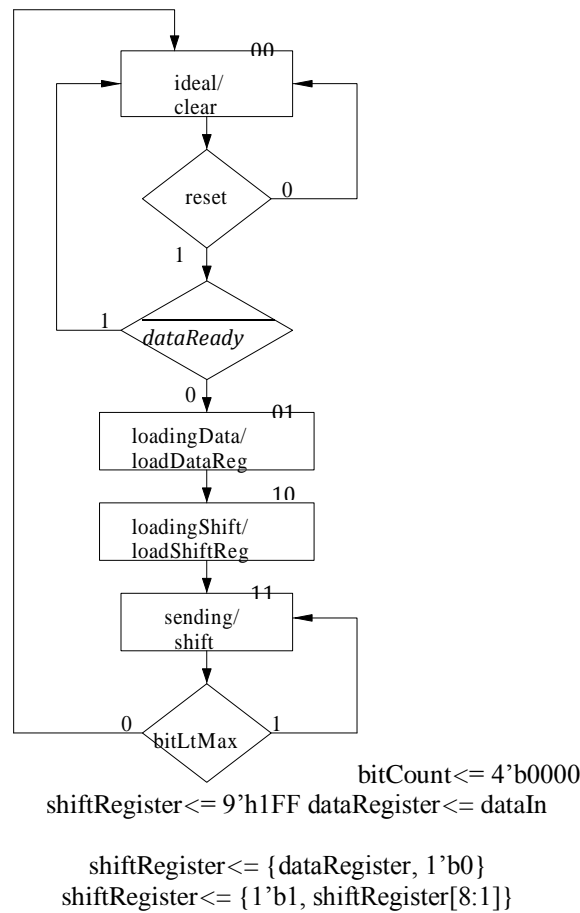 00
ideal/
clear
reset
0
1
1
dataReady
0
01
loadingData/
loadDataReg
10
loadingShift/
loadShiftReg
11
sending/
shift
0
1
bitLtMax
bitCount<= 4’b0000
shiftRegister<= 9’h1FF dataRegister<= dataIn
shiftRegister<= {dataRegister, 1’b0}
shiftRegister<= {1’b1, shiftRegister[8:1]}